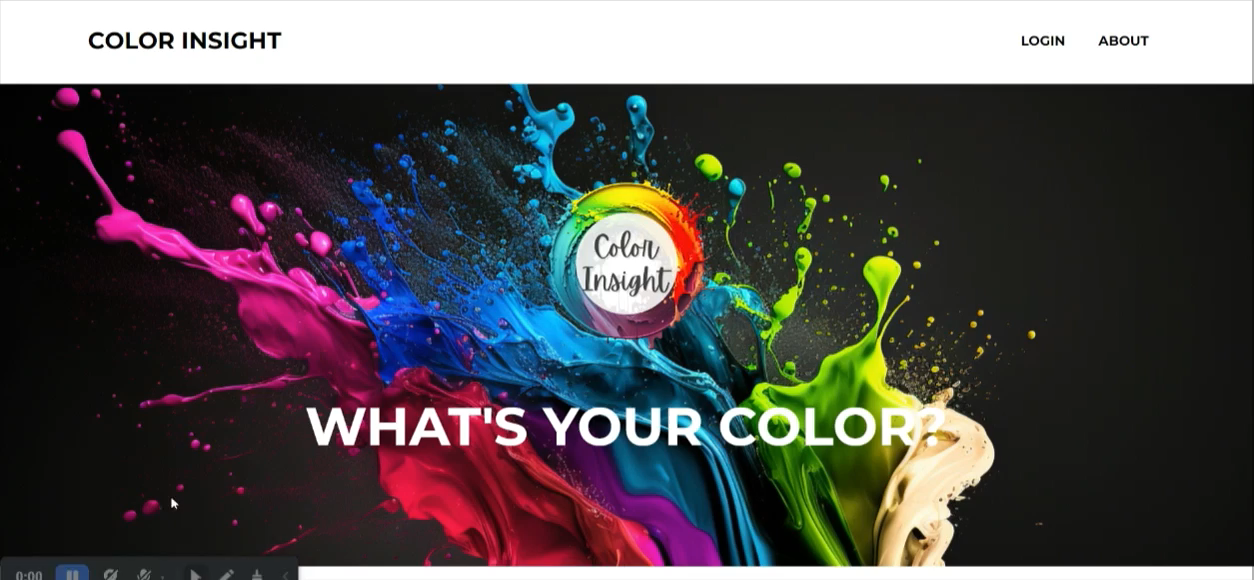 COLOR INSIGHT
LOGIN ABOUT
Color
Insight
WHAT'S YOUR COLOR?
0:00